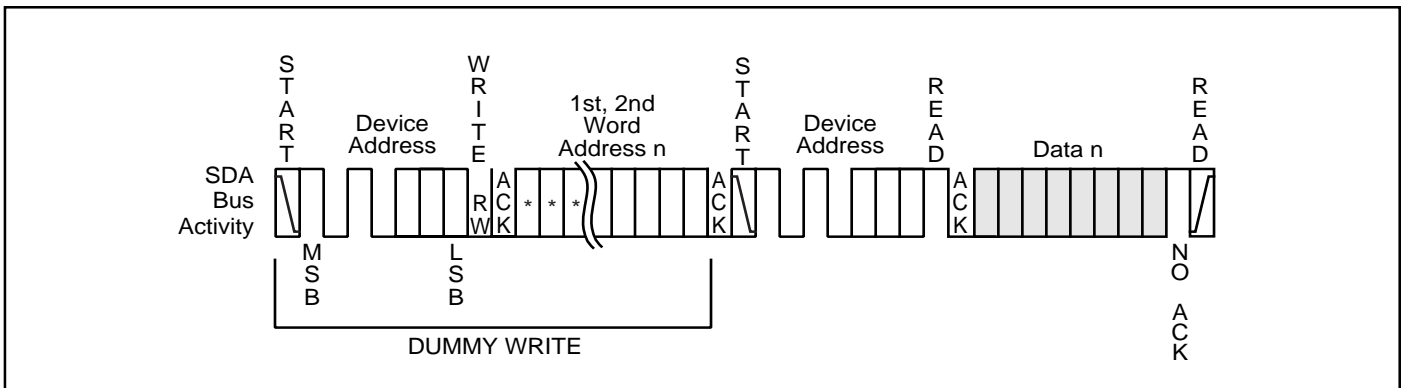 START
WRITE
START
READ
READ
Device
Address
1st, 2nd
Word
Address n
Device
Address
Data n
SDA
Bus
Activity
RW
ACK
* * *
ACK
ACK
MSB
LSB
NO ACK
DUMMY WRITE